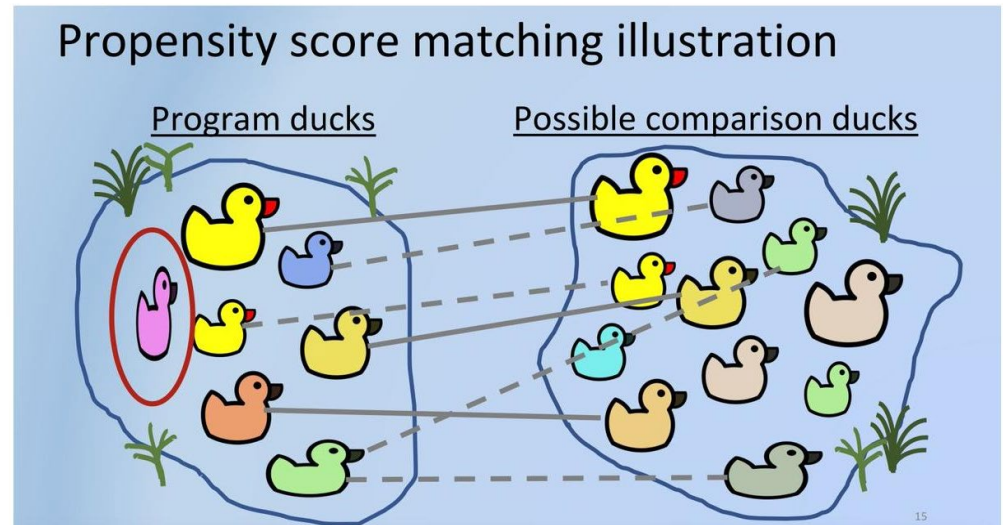 Propensity score matching illustration
Program ducks
Possible comparison ducks
15